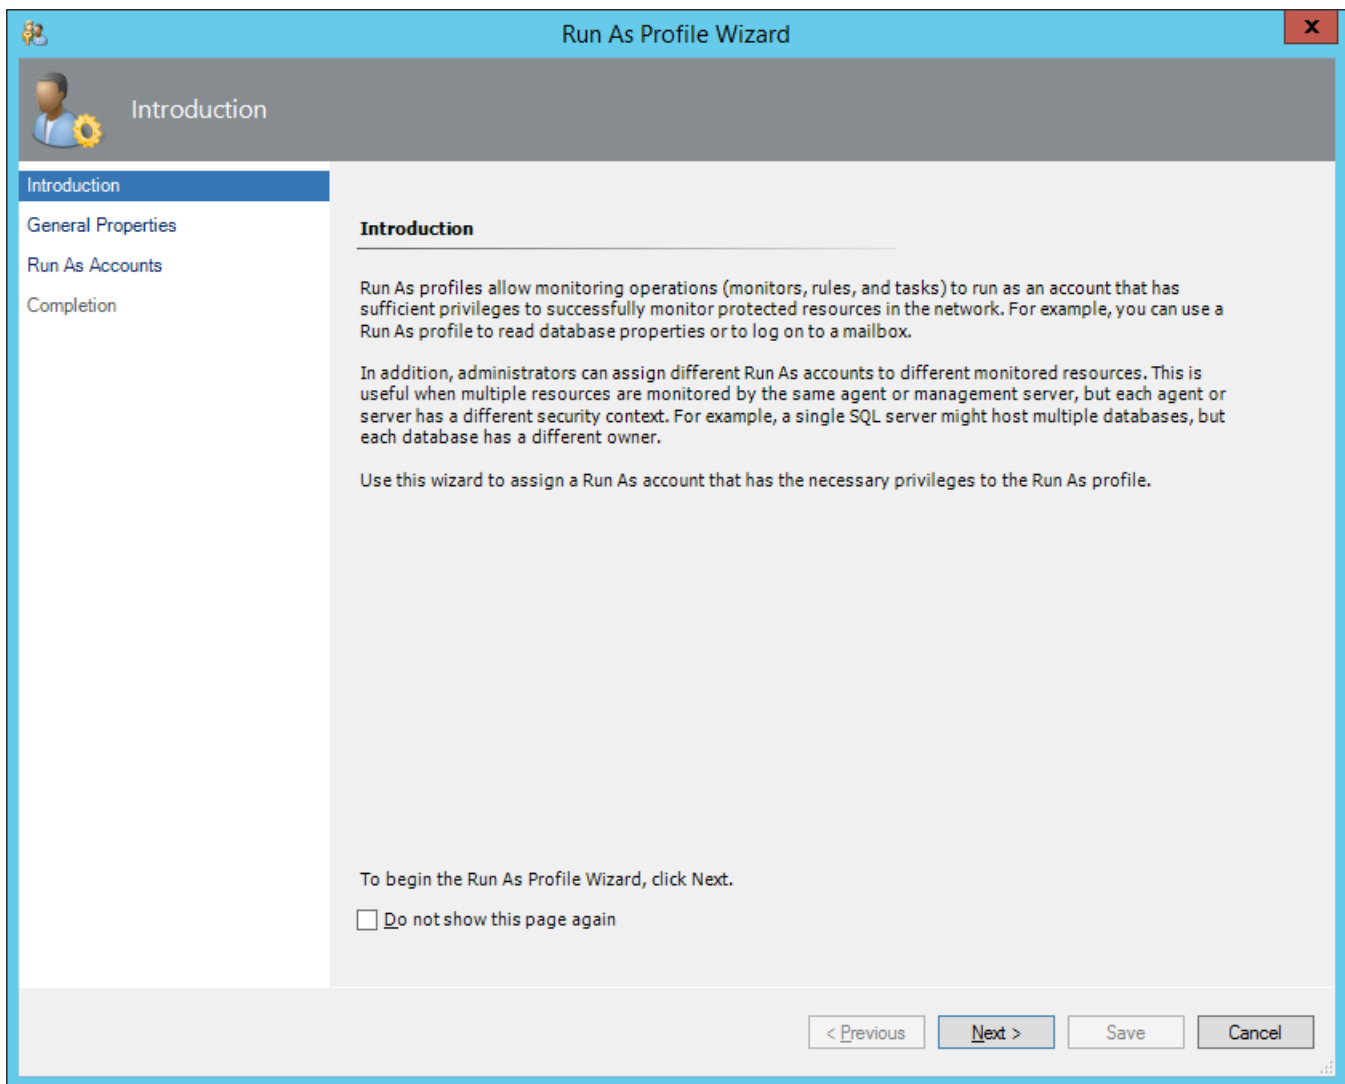 Run As Profile Wizard
x
Introduction
Introduction
General Properties
Run As Accounts
Completion
Introduction
Run As profiles allow monitoring operations (monitors, rules, and tasks) to run as an account that has
sufficient privileges to successfully monitor protected resources in the network. For example, you can use a
Run As profile to read database properties or to log on to a mailbox.
In addition, administrators can assign different Run As accounts to different monitored resources. This is
useful when multiple resources are monitored by the same agent or management server, but each agent or
server has a different security context. For example, a single SQL server might host multiple databases, but
each database has a different owner.
Use this wizard to assign a Run As account that has the necessary privileges to the Run As profile.
To begin the Run As Profile Wizard, click Next.
Do not show this page again
< Previous
Next >
Save
Cancel